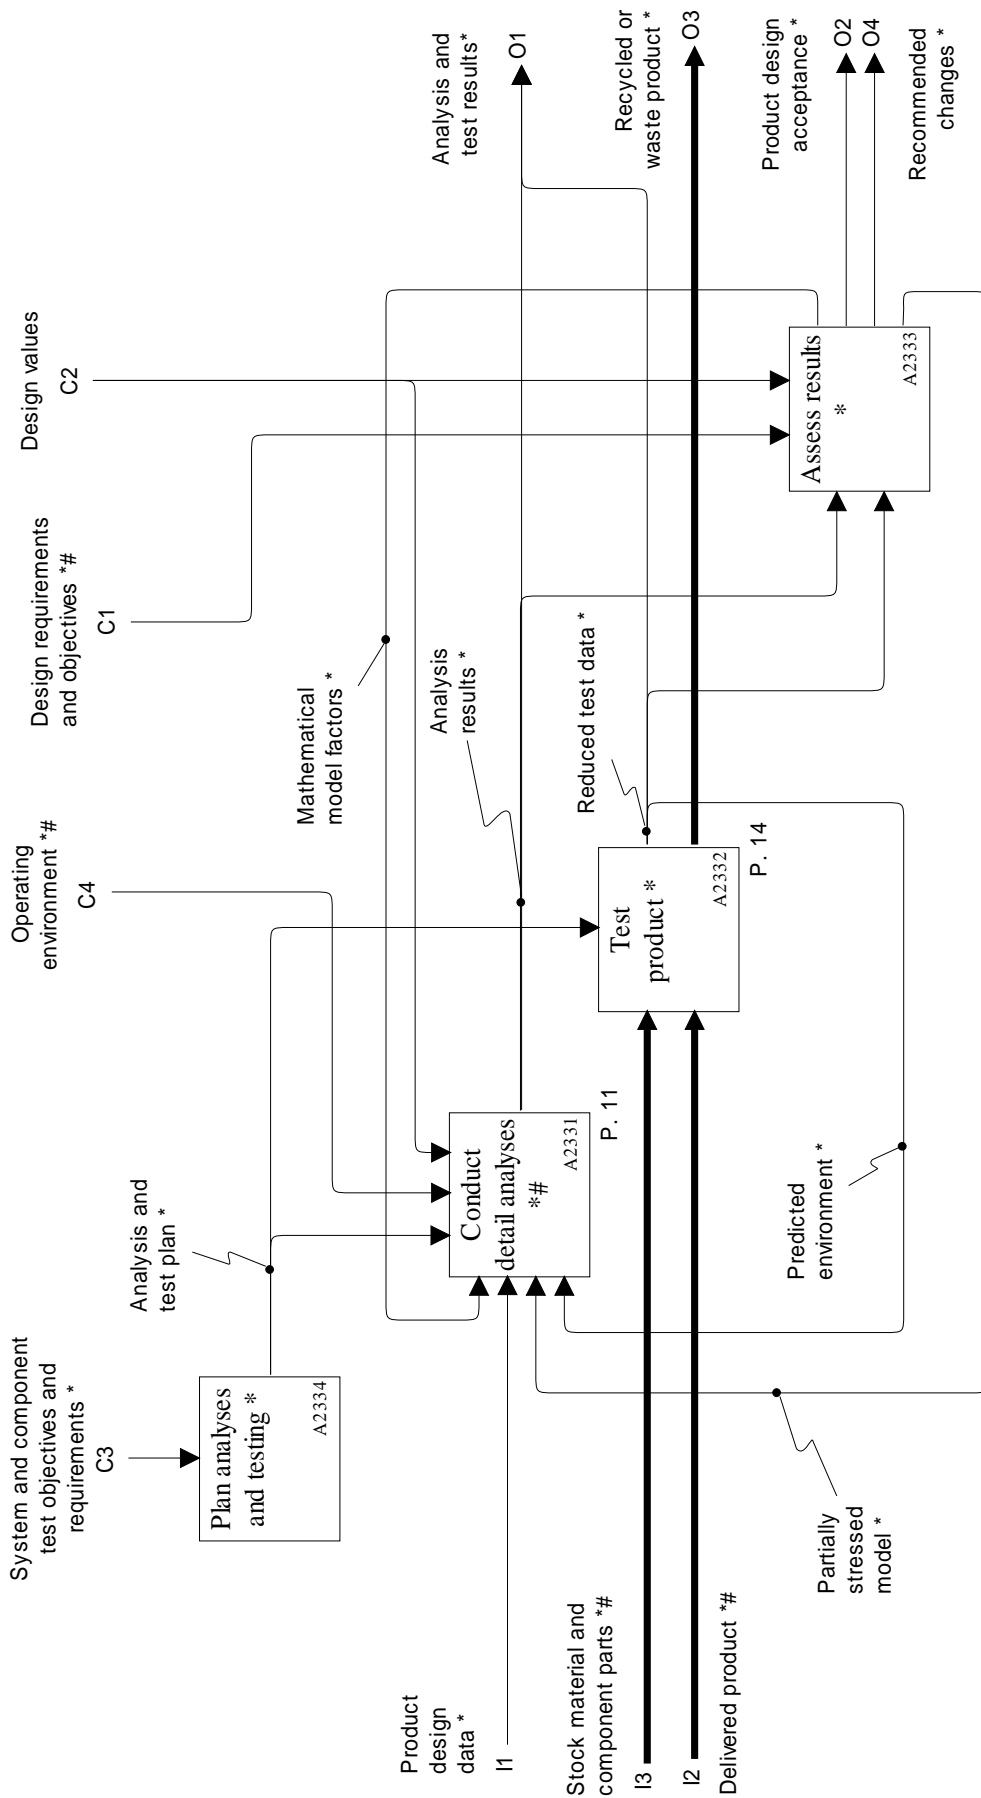 System and component
test objectives and
requirements *
C3
Operating
environment *#
C4
Design requirements
and objectives *#
C1
Design values
C2
Plan analyses
and testing *
A2334
Analysis and
test plan *
Mathematical
model factors *
Analysis and
test results*
O1
Product
design
data *
I1
Conduct
detail analyses
*#
A2331
P. 11
Analysis
results *
Stock material and
component parts *#
I3
I2
Delivered product *#
Test
product *
A2332
P. 14
Reduced test data *
Recycled or
waste product *
O3
Predicted
environment *
Partially
stressed
model *
Assess results
*
A2333
Product design
acceptance *
O2
O4
Recommended
changes *